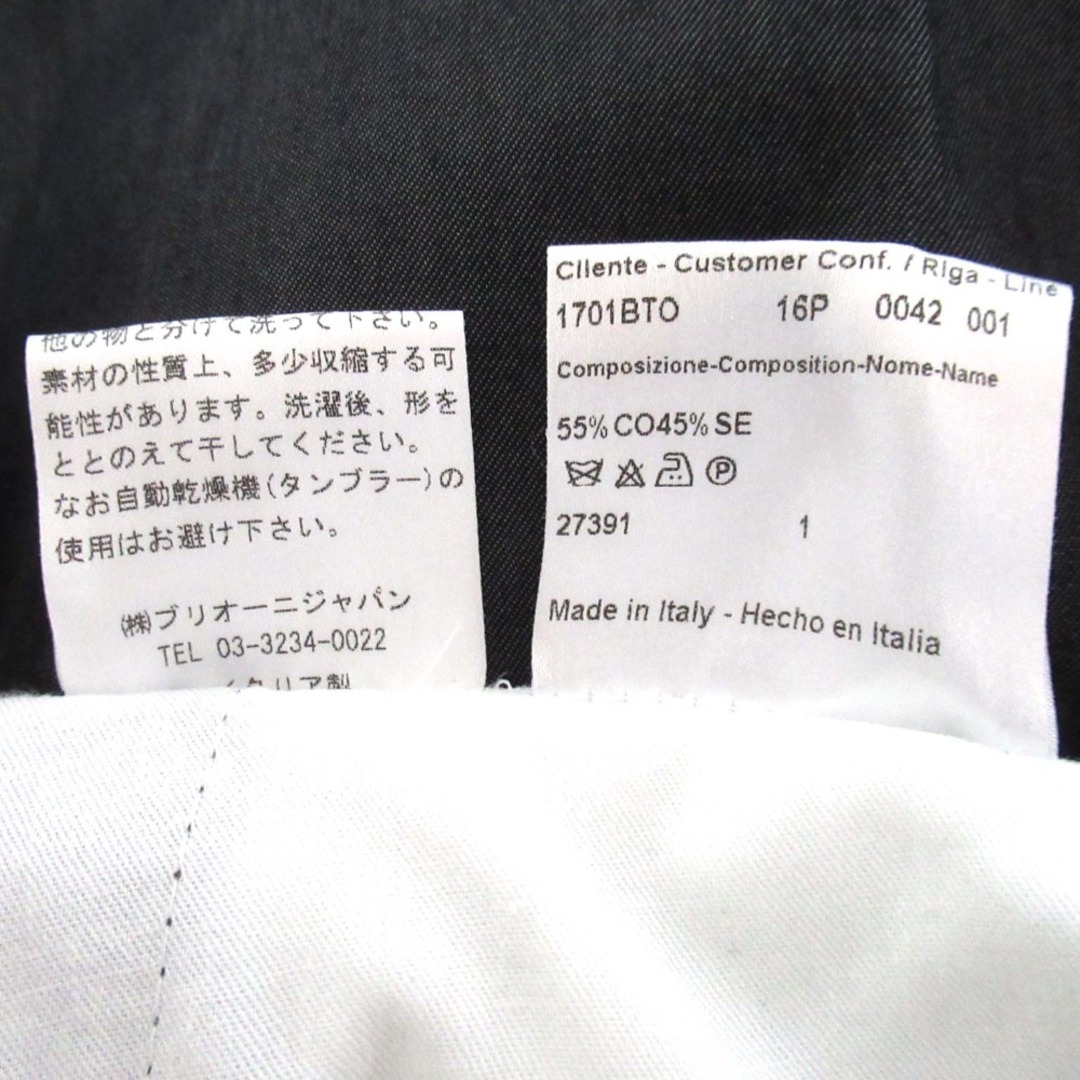 他の物と分けて洗って下さい。
素材の性質上、多少収縮する可
能性があります。洗濯後、形を
ととのえて干してください。
なお自動乾燥機(タンブラー)の
使用はお避け下さい。
㈱ブリオーニジャパン
TEL 03-3234-0022
イタリア製
Cliente - Customer Conf. / Riga - Line
1701BTO 16P 0042 001
Composizione-Composition-Nome-Name
55%CO45%SE
P
27391 1
Made in Italy - Hecho en Italia